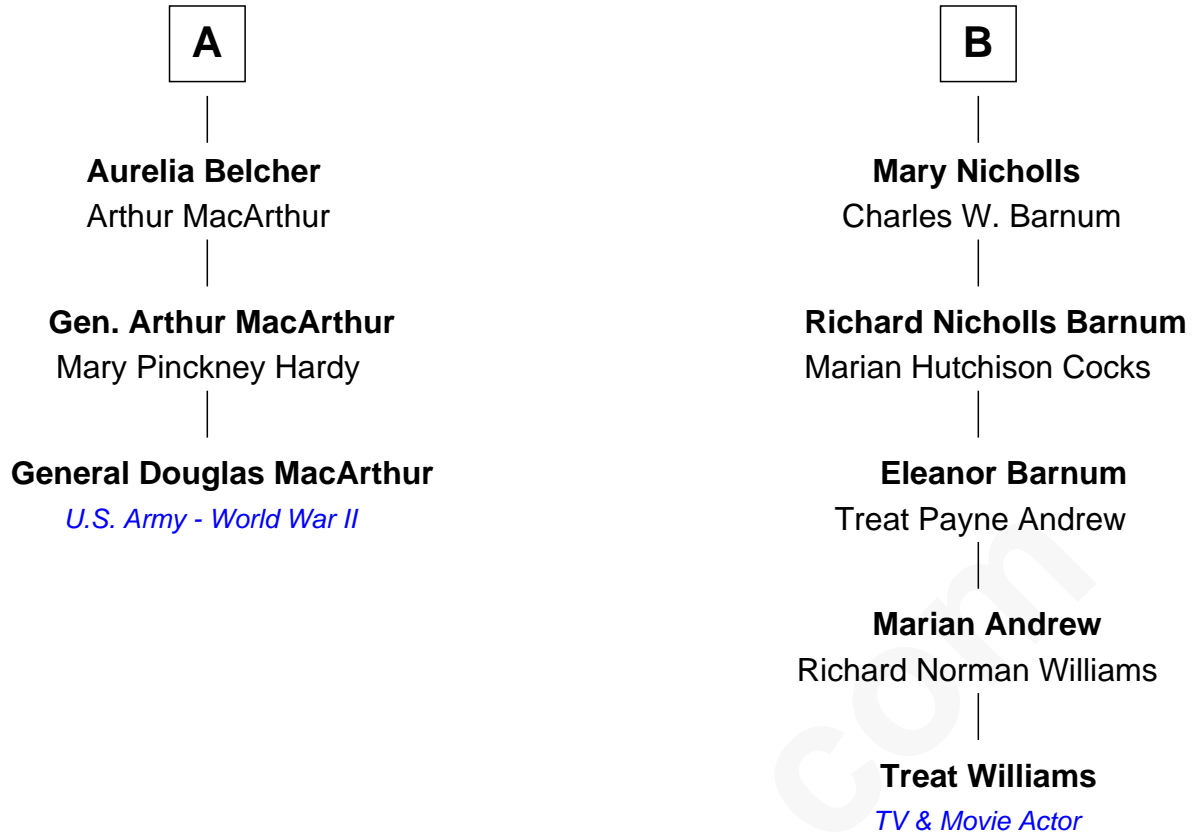 A
Aurelia Belcher
Arthur MacArthur
Gen. Arthur MacArthur
Mary Pinckney Hardy
General Douglas MacArthur
U.S. Army - World War II
B
Mary Nicholls
Charles W. Barnum
Richard Nicholls Barnum
Marian Hutchison Cocks
Eleanor Barnum
Treat Payne Andrew
Marian Andrew
Richard Norman Williams
Treat Williams
TV & Movie Actor
com